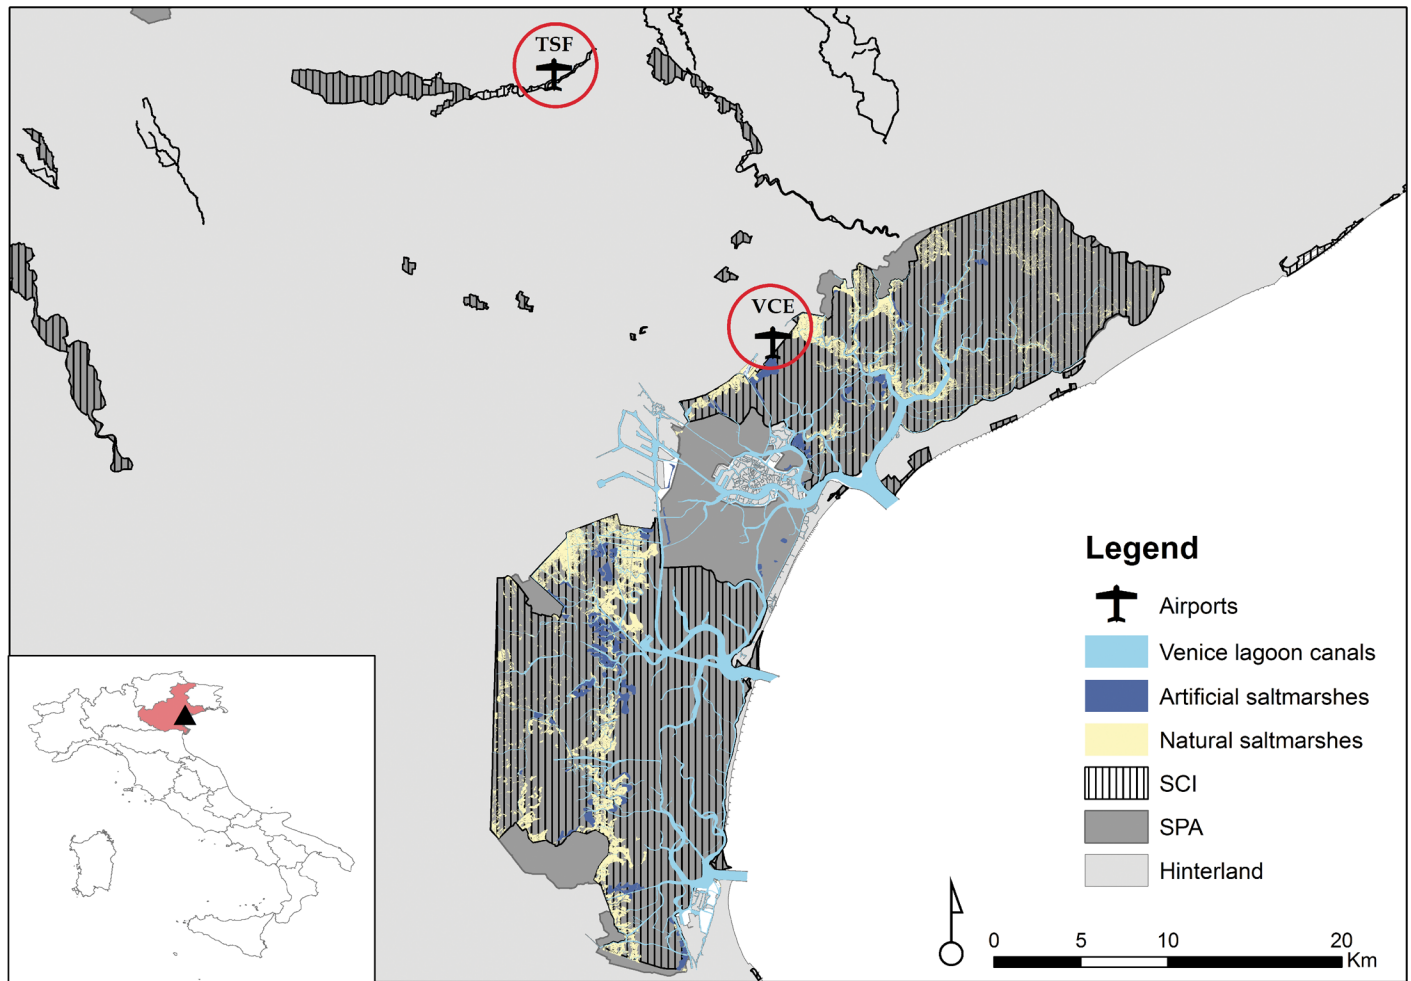 TSF
VCE
Legend
Airports
Venice lagoon canals
Artificial saltmarshes
Natural saltmarshes
SCI
SPA
Hinterland
0 5 10 20
Km